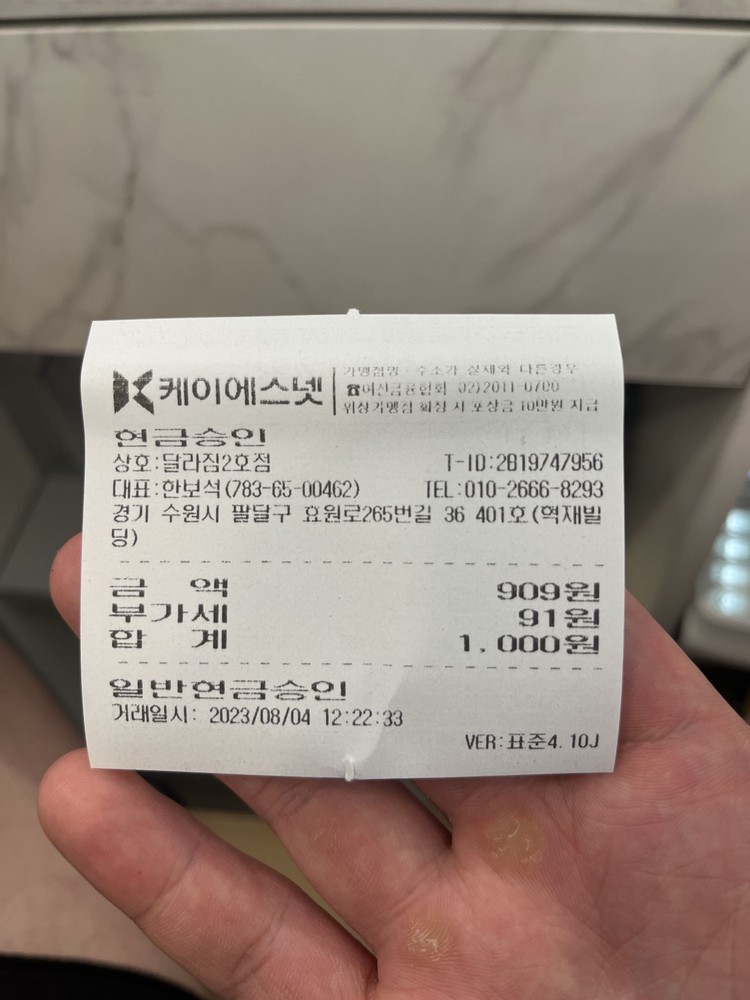 케이에스넷
가맹점명·주소가 실제와 다른경우
☎여신금융협회 02)2011-0700
위장가맹점 확정 시 포상금 10만원 지급
현금승인
상호:달라짐2호점 T-ID:2B19747956
대표:한보석(783-65-00462) TEL:010-2666-8293
경기 수원시 팔달구 효원로265번길 36 401호(혁재빌
딩)
금 액 909원
부가세 91원
합 계 1,000원
일반현금승인
거래일시: 2023/08/04 12:22:33
VER:표준4.10J